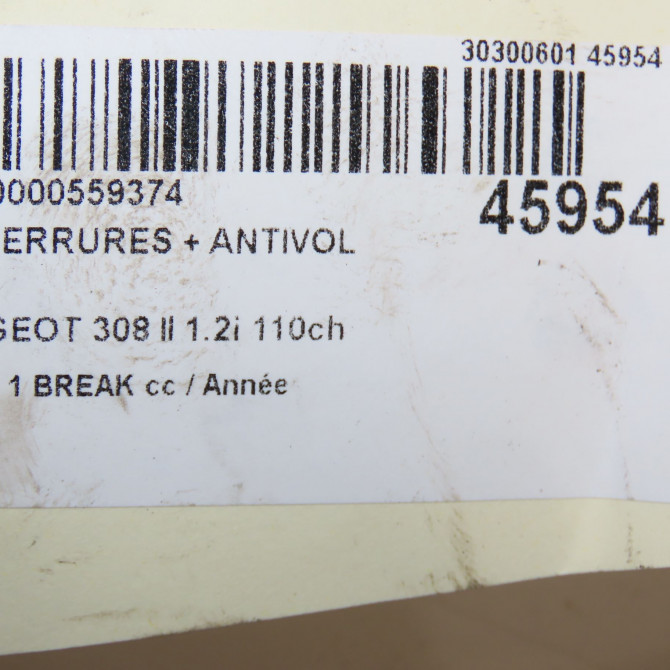 30300601 45954
0000559374
45954
ERRURES + ANTIVOL
GEOT 308 II 1.2i 110ch
1 BREAK cc / Année